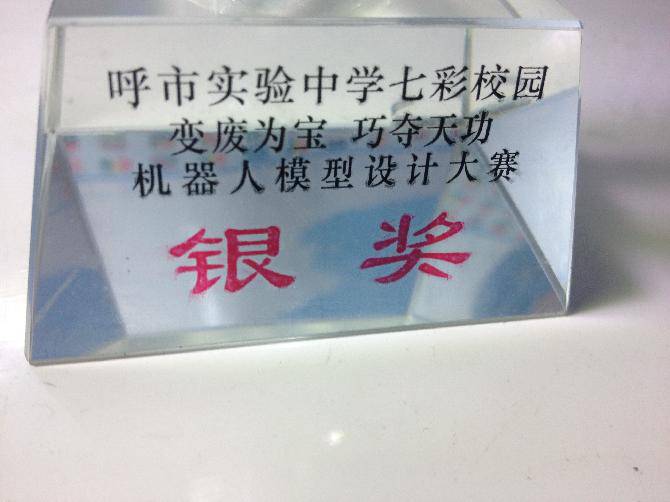 呼市实验中学七彩校园
变废为宝 巧夺天功
机器人模型设计大赛
银奖